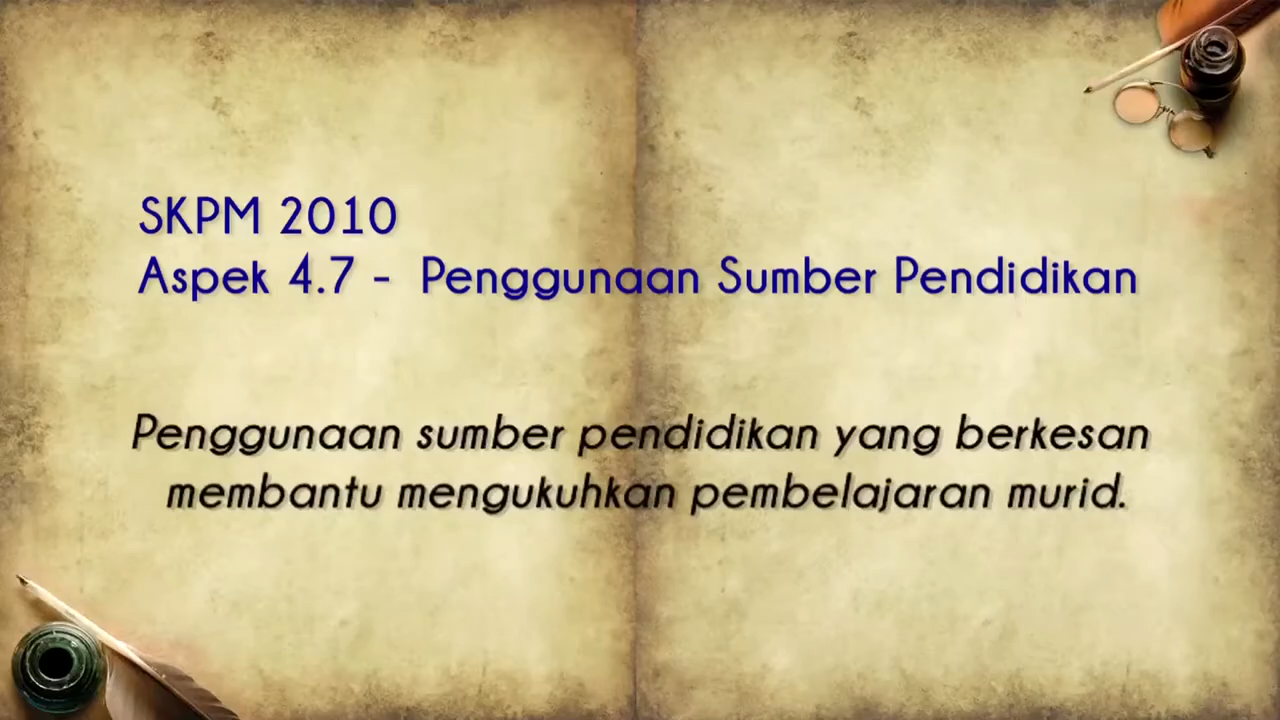 SKPM 2010
Aspek 4.7 - Penggunaan Sumber Pendidikan
Penggunaan sumber pendidikan yang berkesan
membantu mengukuhkan pembelajaran murid.